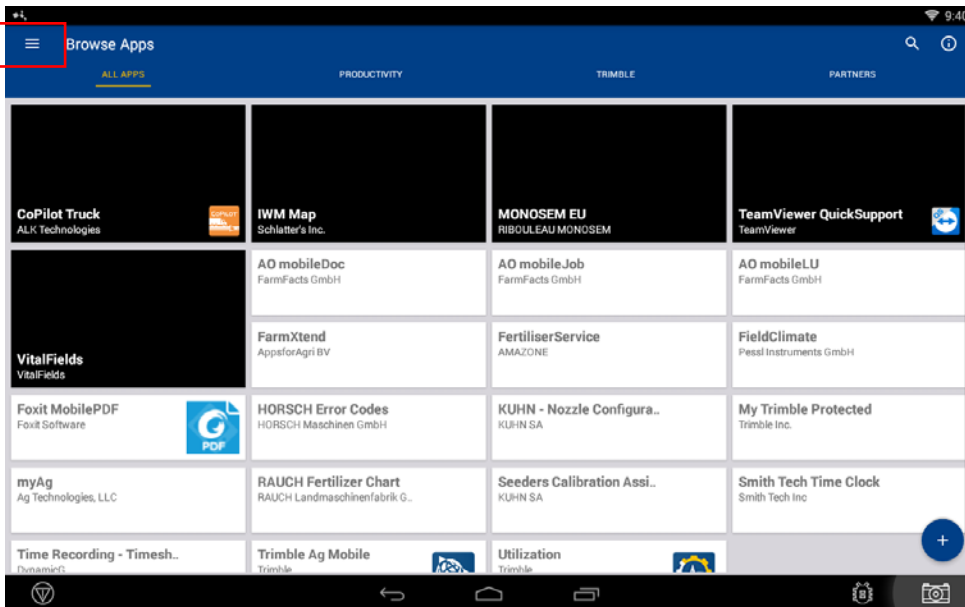 9:40
Browse Apps
ALL APPS
PRODUCTIVITY
TRIMBLE
PARTNERS
CoPilot Truck
ALK Technologies
COPILOT
IWM Map
Schlatter's Inc.
MONOSEM EU
RIBOULEAU MONOSEM
TeamViewer QuickSupport
TeamViewer
VitalFields
VitalFields
AO mobileDoc
FarmFacts GmbH
AO mobileJob
FarmFacts GmbH
AO mobileLU
FarmFacts GmbH
FarmXtend
AppsforAgri BV
FertiliserService
AMAZONE
FieldClimate
Pessl Instruments GmbH
Foxit MobilePDF
Foxit Software
PDF
HORSCH Error Codes
HORSCH Maschinen GmbH
KUHN - Nozzle Configura..
KUHN SA
My Trimble Protected
Trimble Inc.
myAg
Ag Technologies, LLC
RAUCH Fertilizer Chart
RAUCH Landmaschinenfabrik G..
Seeders Calibration Assi..
KUHN SA
Smith Tech Time Clock
Smith Tech Inc
Time Recording - Timesh..
DynamicG
Trimble Ag Mobile
Trimble
Utilization
Trimble